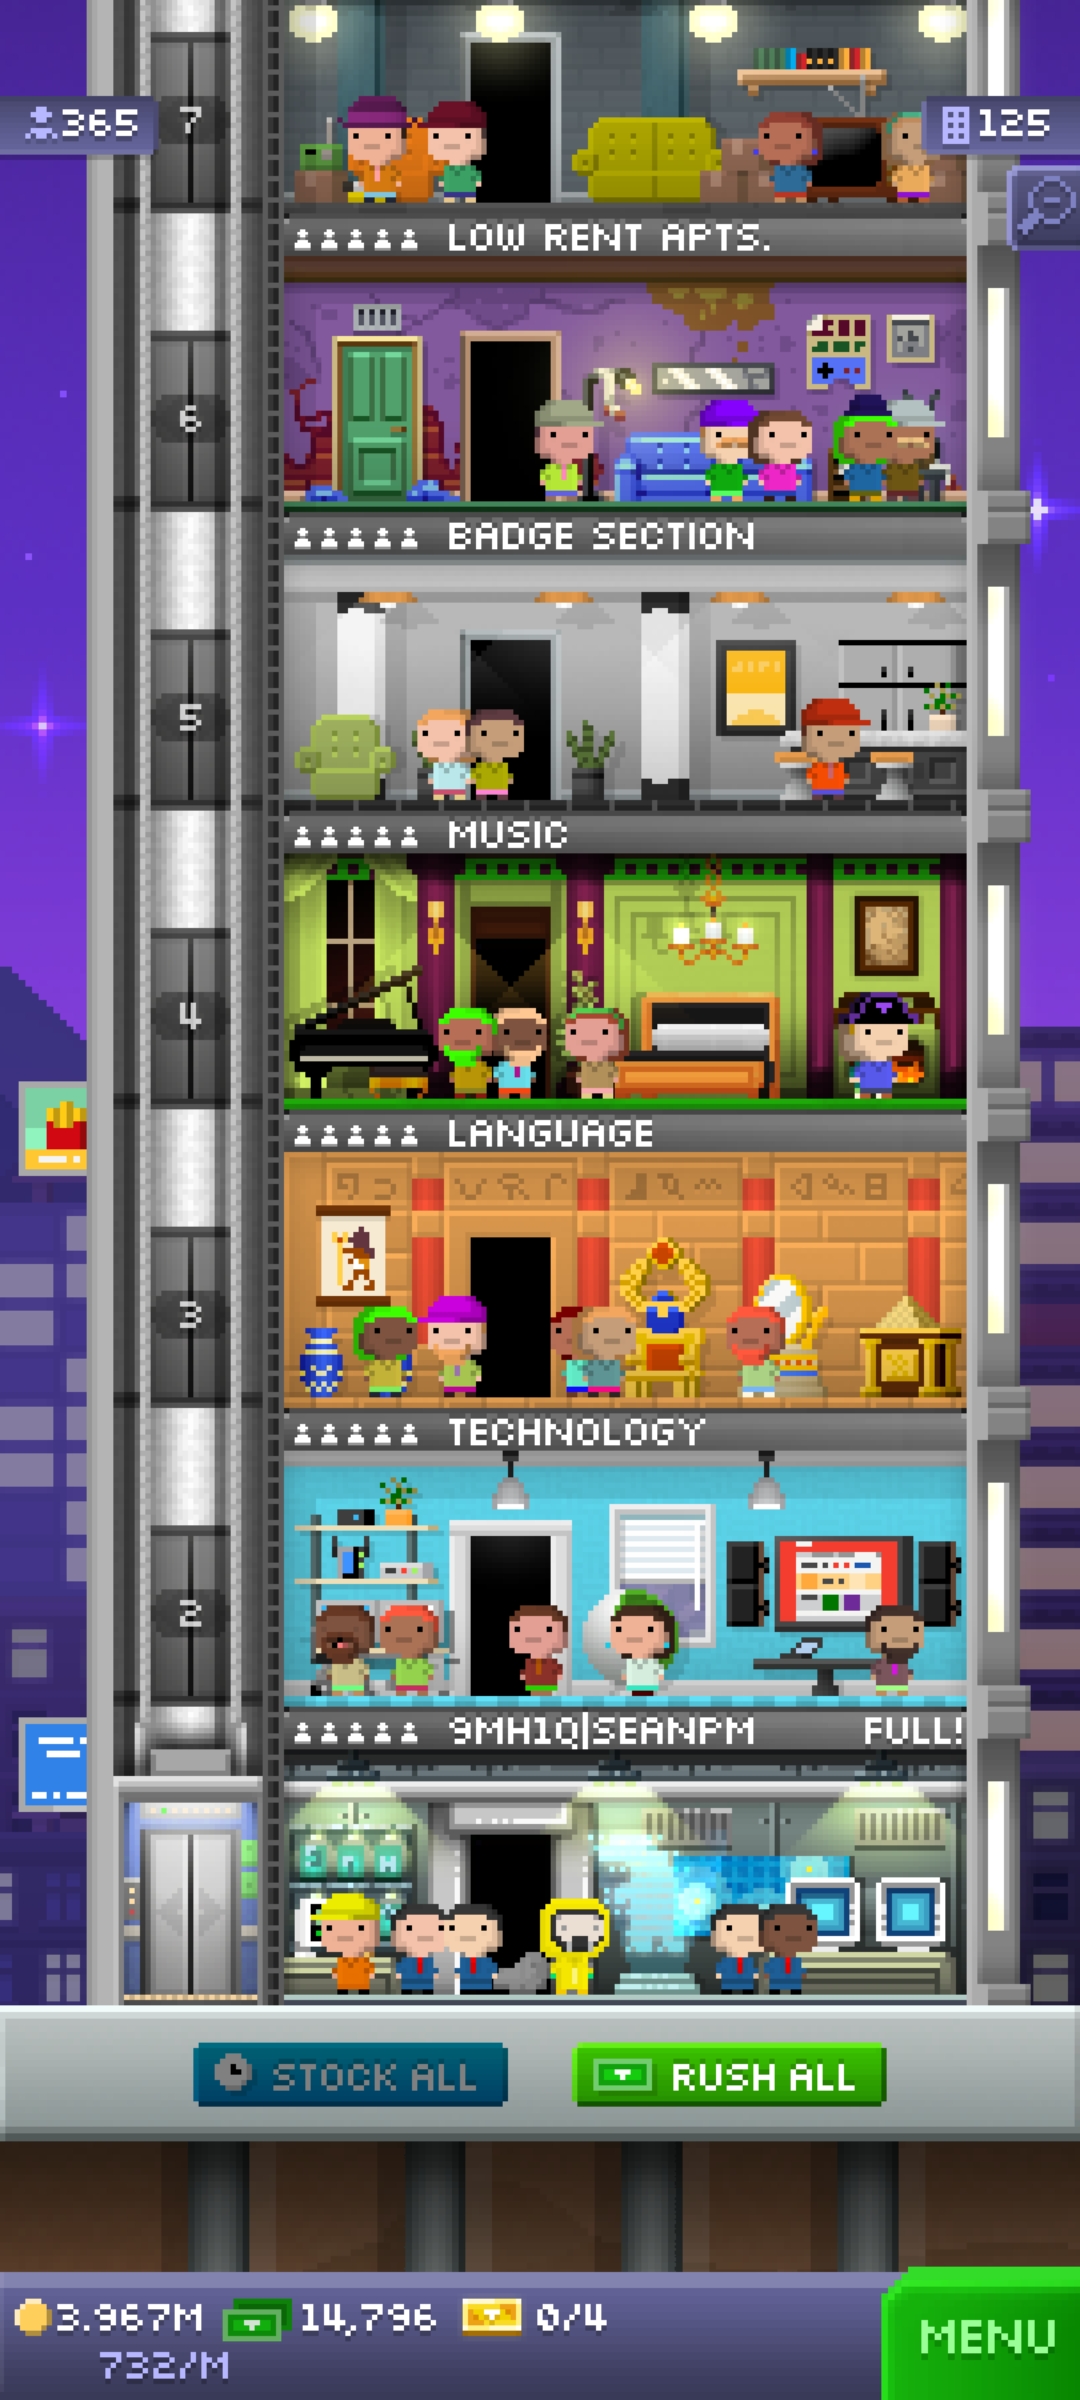 365
7
125
LOW RENT APTS.
6
BADGE SECTION
5
MUSIC
4
LANGUAGE
3
TECHNOLOGY
2
9MH1Q|SEANPM FULL!
STOCK ALL
RUSH ALL
3.967M 14,796 0/4
732/M
MENU